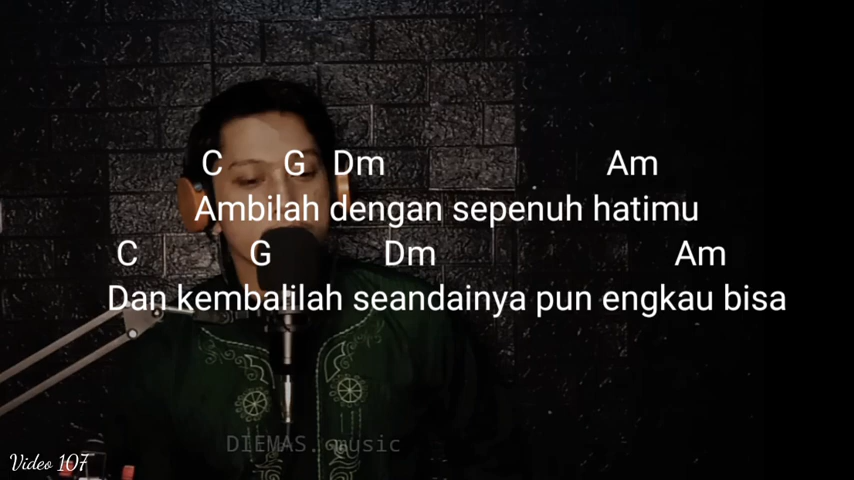 C G Dm Am
Ambilah dengan sepenuh hatimu
C G Dm Am
Dan kembalilah seandainya pun engkau bisa
DIEMAS. music
Video 107